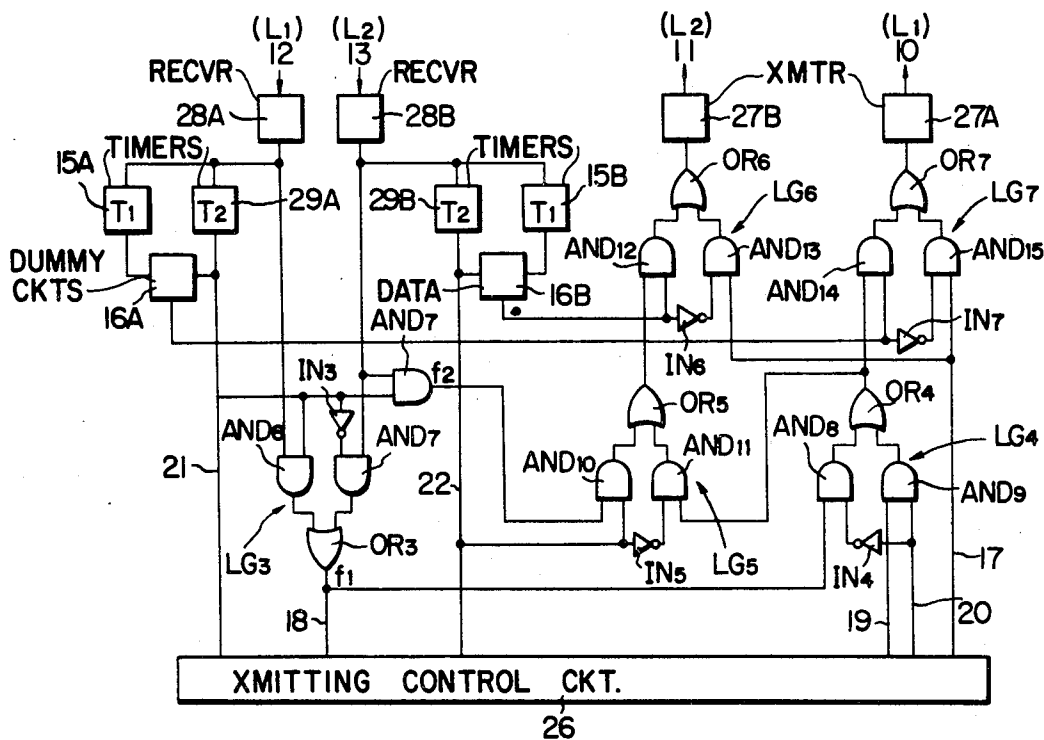 (L1) (L2) (L2) (L1)
12 13 11 10
RECVR RECVR XMTR
28A 28B 27B 27A
TIMERS TIMERS OR6 OR7
15A 15B
T1 T2 29A 29B T2 T1 LG6 LG7
AND12 AND13 AND15
DUMMY
CKTS DATA 16B AND14
16A AND7 IN7
IN3 f2 IN6
OR5 OR4
AND6 AND7 AND8
21 22 AND10 AND11 LG4
AND9
OR3
LG3 f1 IN5 LG5 IN4 17
18 19 20
XMITTING CONTROL CKT.
26